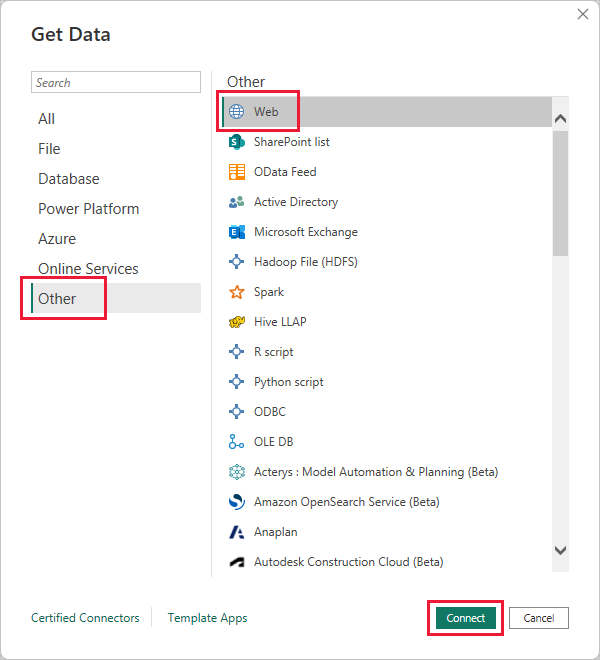 Get Data
Search
All
File
Database
Power Platform
Azure
Online Services
Other
Other
Web
SharePoint list
OData Feed
Active Directory
Microsoft Exchange
Hadoop File (HDFS)
Spark
Hive LLAP
R script
Python script
ODBC
OLE DB
Acterys : Model Automation & Planning (Beta)
Amazon OpenSearch Service (Beta)
Anaplan
Autodesk Construction Cloud (Beta)
Certified Connectors
Template Apps
Connect
Cancel